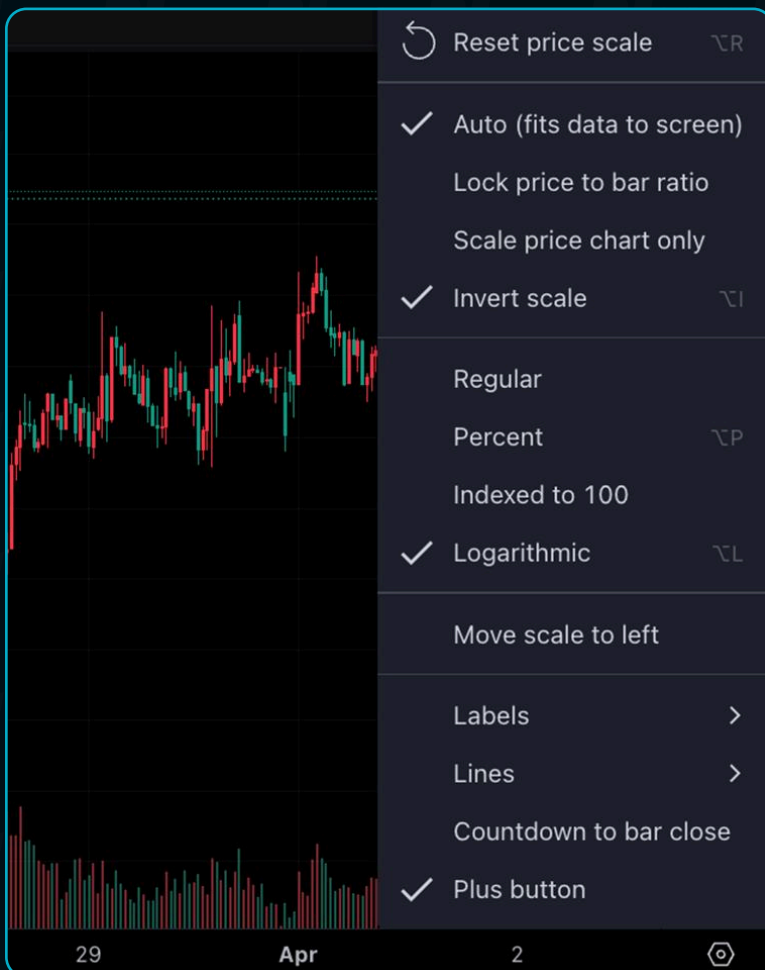 Reset price scale ⌥R
Auto (fits data to screen)
Lock price to bar ratio
Scale price chart only
Invert scale ⌥I
Regular
Percent ⌥P
Indexed to 100
Logarithmic ⌥L
Move scale to left
Labels
Lines
Countdown to bar close
Plus button
29 Apr 2